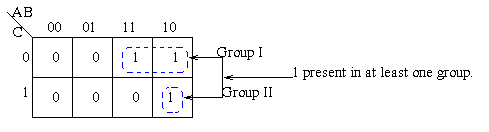 AB
C
00 01 11 10
0 0 0 1 1 Group I
1 present in at least one group.
1 0 0 0 1 Group II